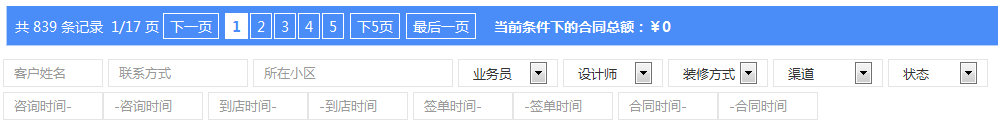 共 839 条记录 1/17 页 下一页 1 2 3 4 5 下5页 最后一页 当前条件下的合同总额：￥0
客户姓名 联系方式 所在小区 业务员 设计师 装修方式 渠道 状态
咨询时间- -咨询时间 到店时间- -到店时间 签单时间- -签单时间 合同时间- -合同时间